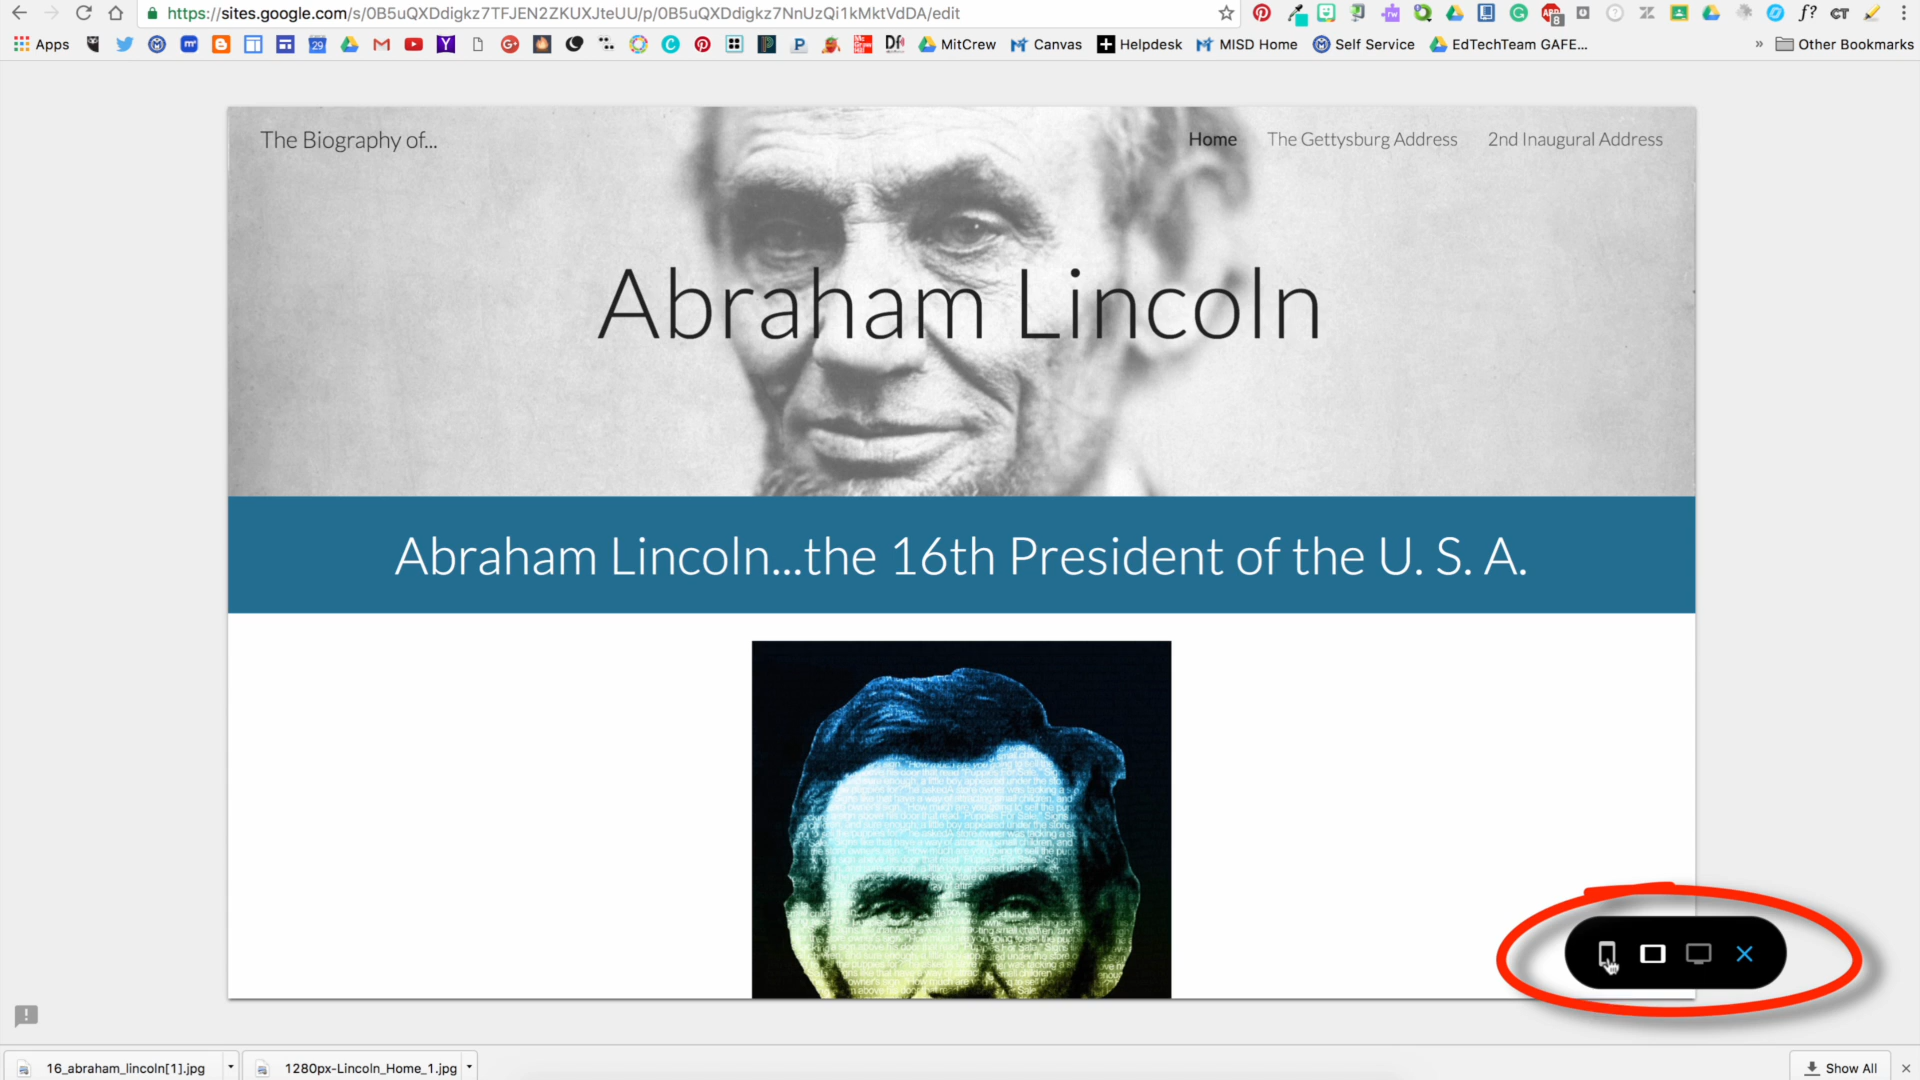 https://sites.google.com/s/0B5uQXDdigkz7TFJEN2ZKUXJteUU/p/0B5uQXDdigkz7NnUzQi1kMktVdDA/edit
Apps MitCrew Canvas Helpdesk MISD Home Self Service EdTechTeam GAFE... » Other Bookmarks
The Biography of... Home The Gettysburg Address 2nd Inaugural Address
Abraham Lincoln
Abraham Lincoln...the 16th President of the U. S. A.
16_abraham_lincoln[1].jpg 1280px-Lincoln_Home_1.jpg Show All